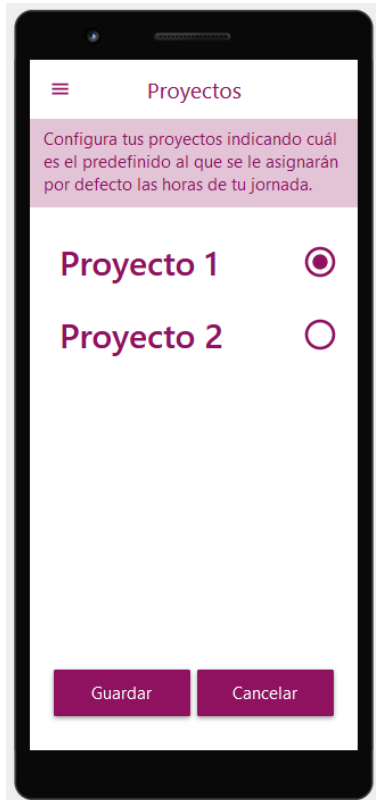 Proyectos
Configura tus proyectos indicando cuál
es el predefinido al que se le asignarán
por defecto las horas de tu jornada.
Proyecto 1
Proyecto 2
Guardar Cancelar